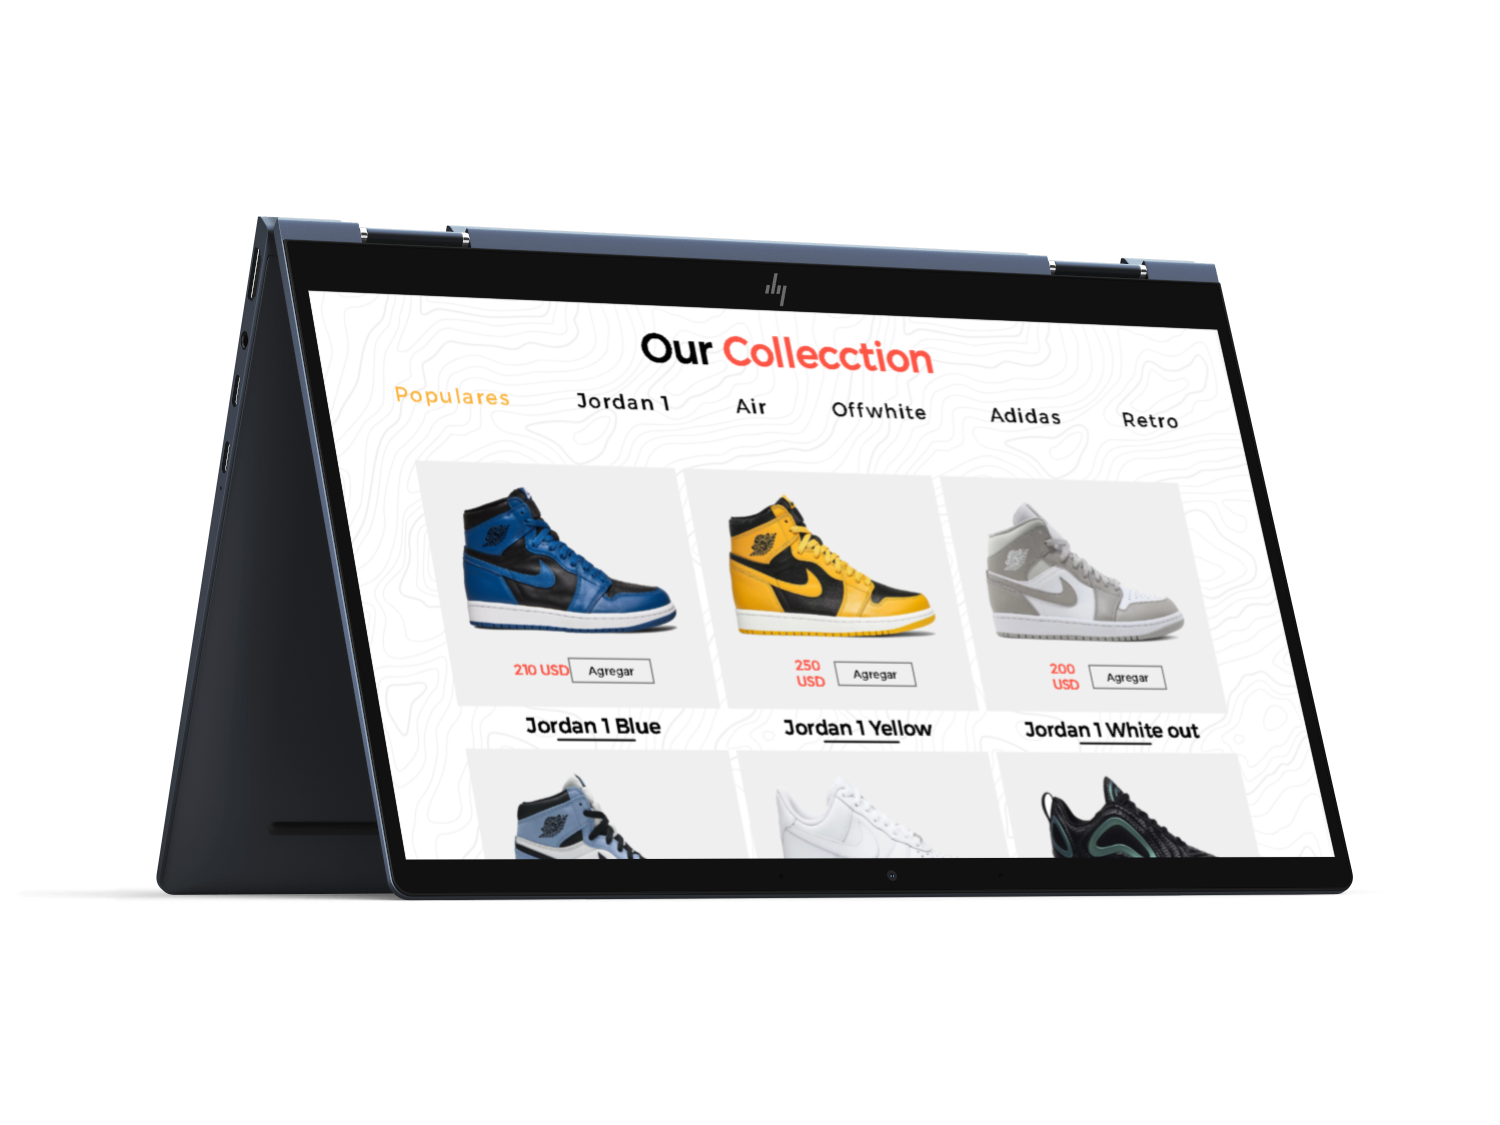 Our Collecction
Populares Jordan 1 Air Offwhite Adidas Retro
210 USD Agregar 250 USD Agregar 200 USD Agregar
Jordan 1 Blue Jordan 1 Yellow Jordan 1 White out